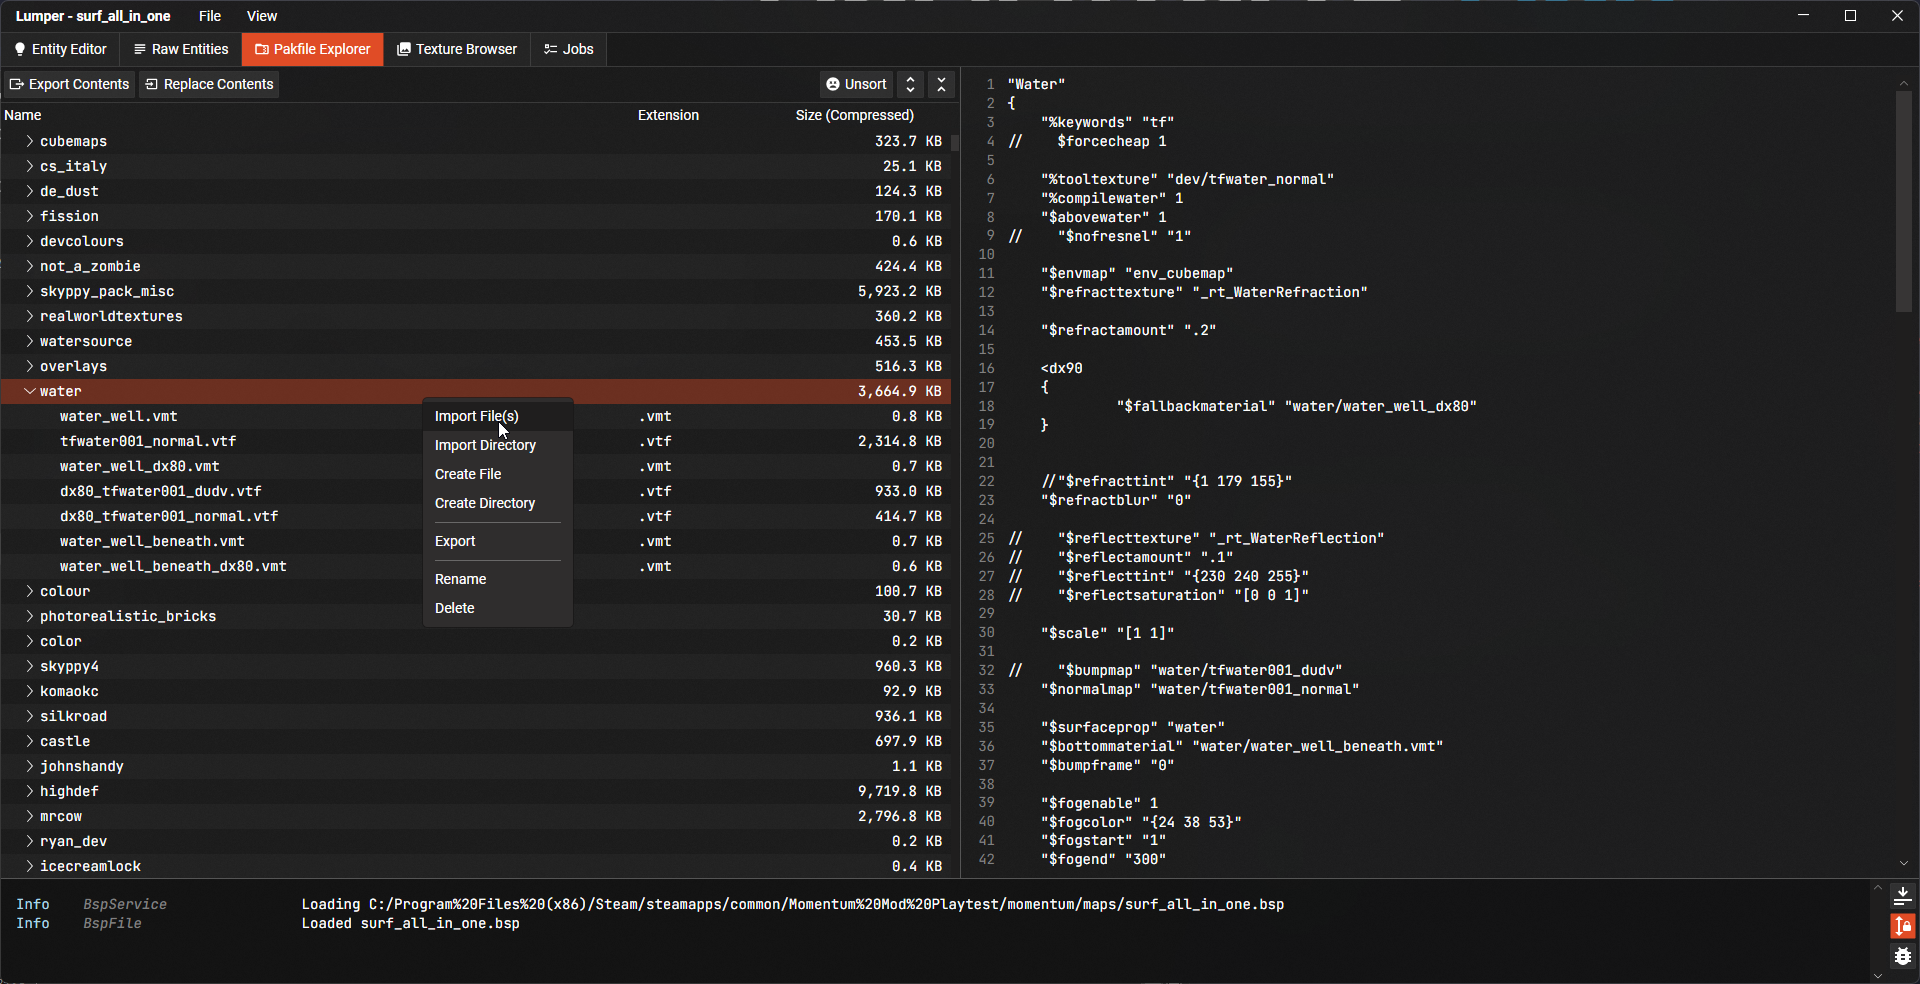 Lumper - surf_all_in_one File View
Entity Editor Raw Entities Pakfile Explorer Texture Browser Jobs
Export Contents Replace Contents Unsort
Name Extension Size (Compressed)
cubemaps 323.7 KB
cs_italy 25.1 KB
de_dust 124.3 KB
fission 170.1 KB
devcolours 0.6 KB
not_a_zombie 424.4 KB
skyppy_pack_misc 5,923.2 KB
realworldtextures 360.2 KB
watersource 453.5 KB
overlays 516.3 KB
water 3,664.9 KB
water_well.vmt .vmt 0.8 KB
tfwater001_normal.vtf .vtf 2,314.8 KB
water_well_dx80.vmt .vmt 0.7 KB
dx80_tfwater001_dudv.vtf .vtf 933.0 KB
dx80_tfwater001_normal.vtf .vtf 414.7 KB
water_well_beneath.vmt .vmt 0.7 KB
water_well_beneath_dx80.vmt .vmt 0.6 KB
colour 100.7 KB
photorealistic_bricks 30.7 KB
color 0.2 KB
skyppy4 960.3 KB
komaokc 92.9 KB
silkroad 936.1 KB
castle 697.9 KB
johnshandy 1.1 KB
highdef 9,719.8 KB
mrcow 2,796.8 KB
ryan_dev 0.2 KB
icecreamlock 0.4 KB
Import File(s)
Import Directory
Create File
Create Directory
Export
Rename
Delete
1 "Water"
2 {
3 "%keywords" "tf"
4 // $forcecheap 1
5
6 "%tooltexture" "dev/tfwater_normal"
7 "%compilewater" 1
8 "$abovewater" 1
9 // "$nofresnel" "1"
10
11 "$envmap" "env_cubemap"
12 "$refracttexture" "_rt_WaterRefraction"
13
14 "$refractamount" ".2"
15
16 <dx90
17 {
18 "$fallbackmaterial" "water/water_well_dx80"
19 }
20
21
22 //"$refracttint" "{1 179 155}"
23 "$refractblur" "0"
24
25 // "$reflecttexture" "_rt_WaterReflection"
26 // "$reflectamount" ".1"
27 // "$reflecttint" "{230 240 255}"
28 // "$reflectsaturation" "[0 0 1]"
29
30 "$scale" "[1 1]"
31
32 // "$bumpmap" "water/tfwater001_dudv"
33 "$normalmap" "water/tfwater001_normal"
34
35 "$surfaceprop" "water"
36 "$bottommaterial" "water/water_well_beneath.vmt"
37 "$bumpframe" "0"
38
39 "$fogenable" 1
40 "$fogcolor" "{24 38 53}"
41 "$fogstart" "1"
42 "$fogend" "300"
Info BspService Loading C:/Program%20Files%20(x86)/Steam/steamapps/common/Momentum%20Mod%20Playtest/momentum/maps/surf_all_in_one.bsp
Info BspFile Loaded surf_all_in_one.bsp